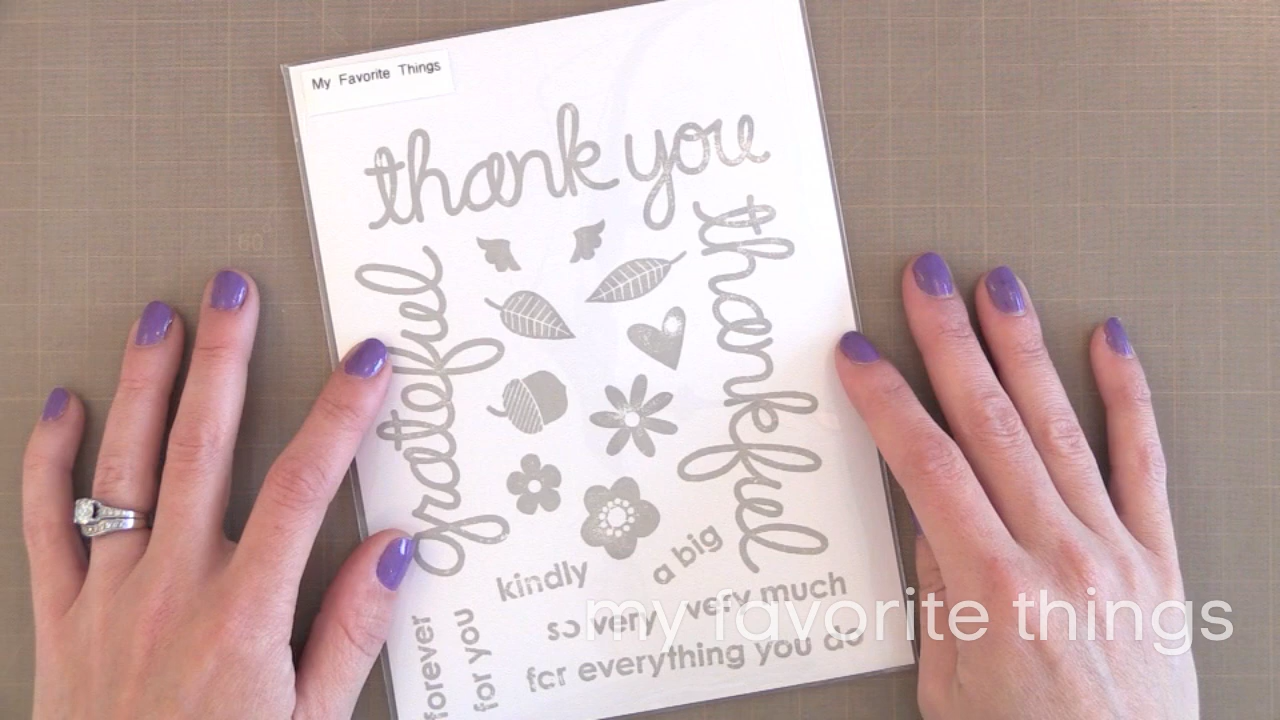 My Favorite Things
thank you
grateful
thankful
kindly
a big
so very very much
for everything you do
forever
for you
my favorite things
60°